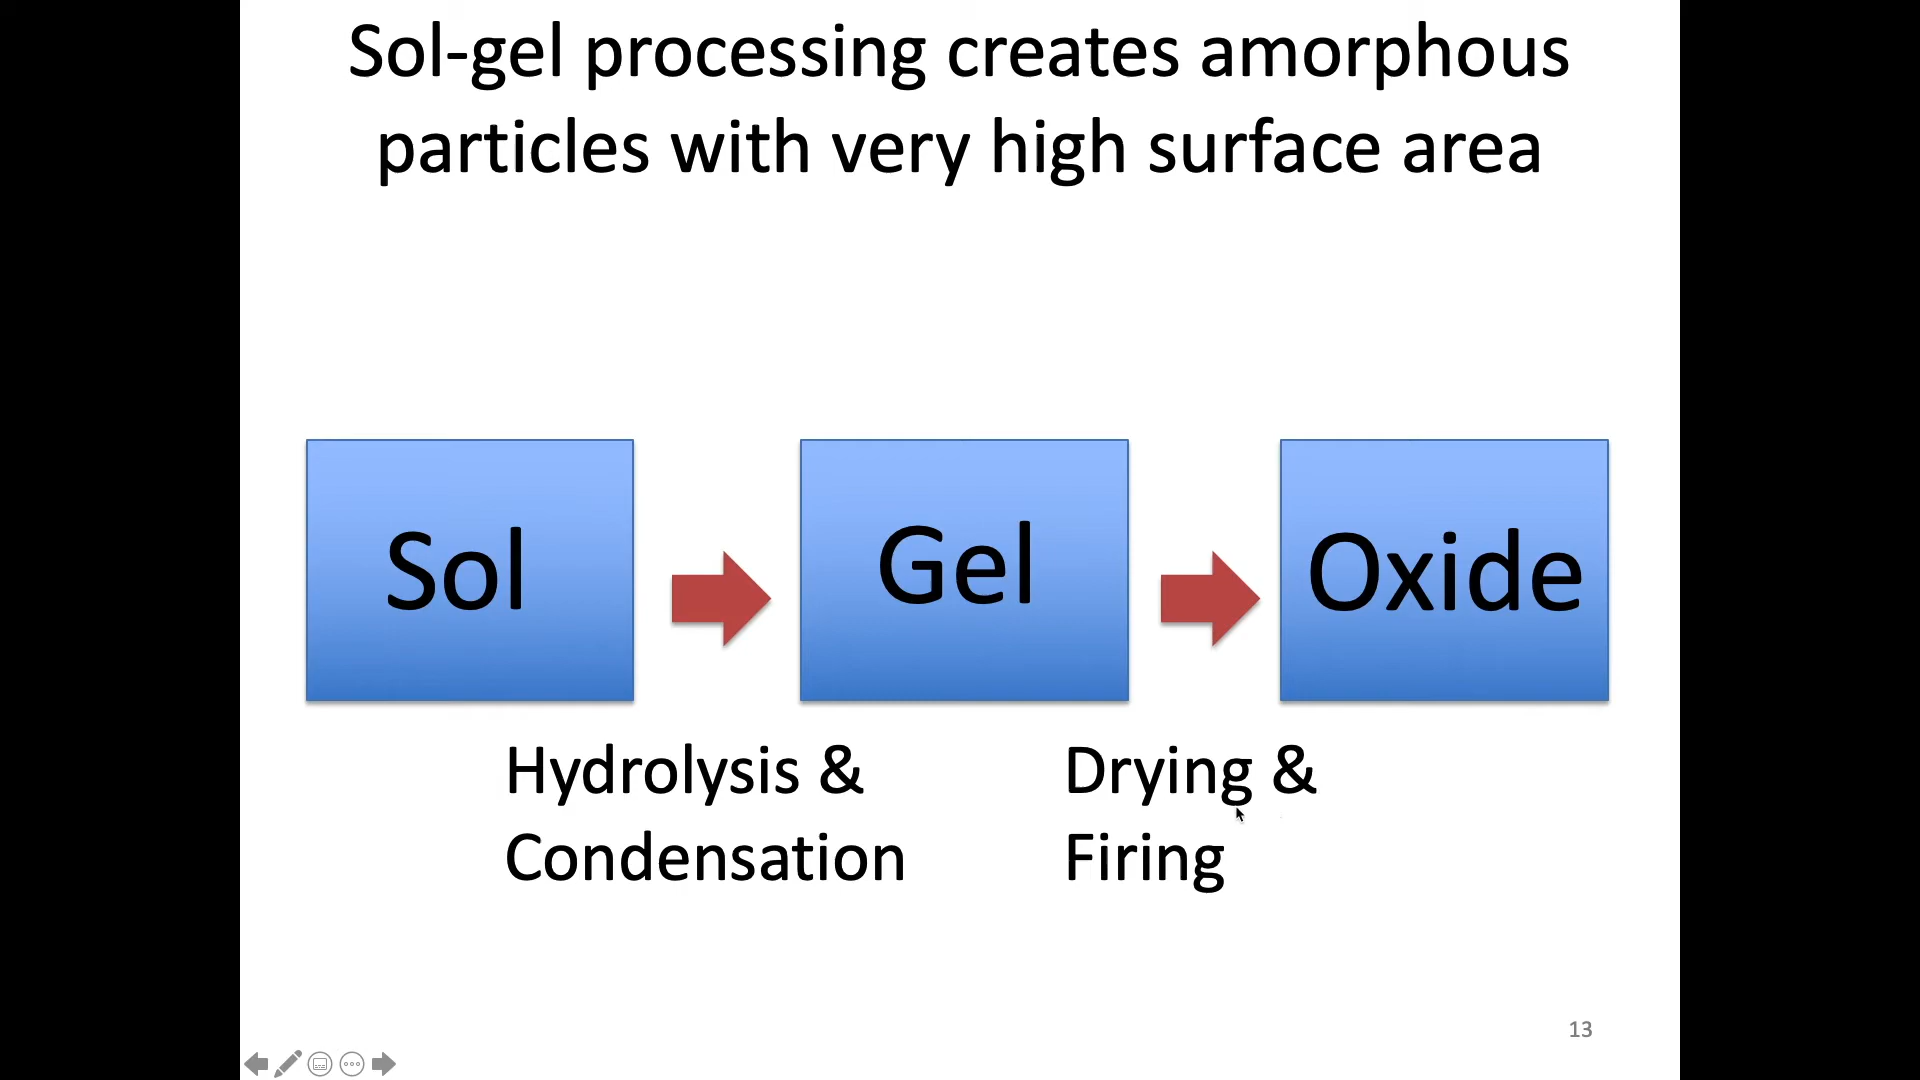 Sol-gel processing creates amorphous
particles with very high surface area
Sol
Gel
Oxide
Hydrolysis &
Condensation
Drying &
Firing
13